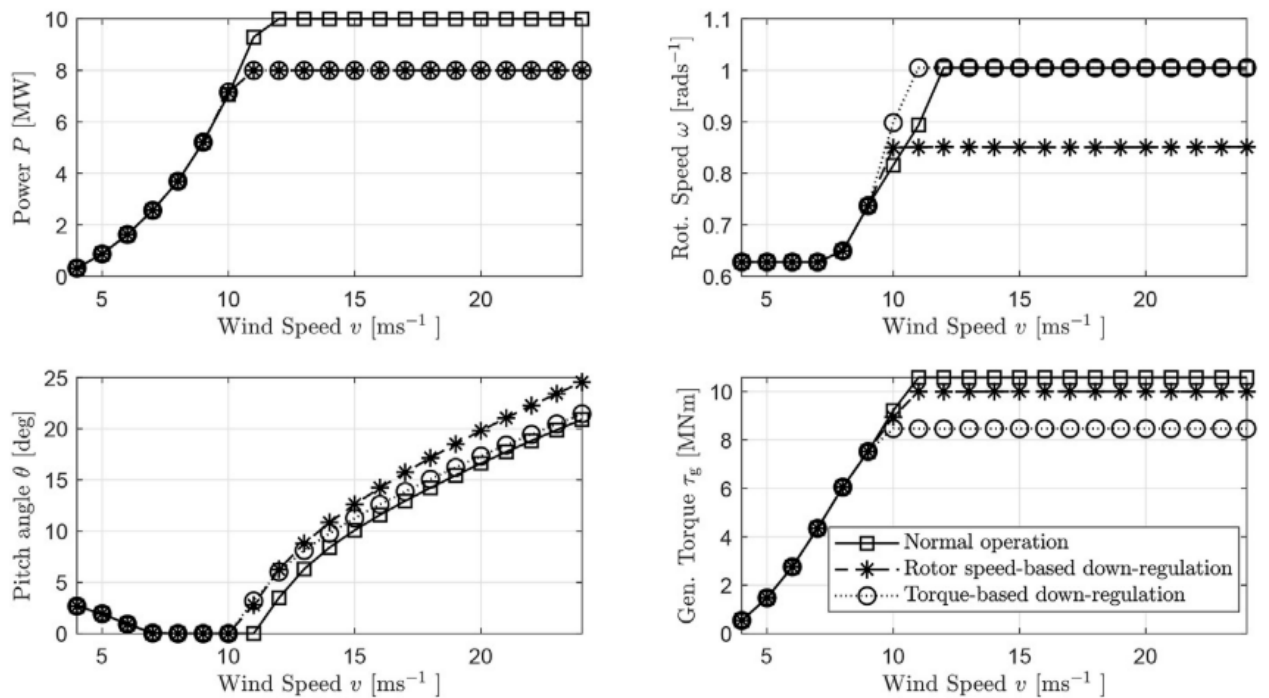 10
8
6
4
2
0
Power P [MW]
5 10 15 20
Wind Speed v [ms⁻¹ ]
1.1
1
0.9
0.8
0.7
0.6
Rot. Speed ω [rads⁻¹]
5 10 15 20
Wind Speed v [ms⁻¹ ]
25
20
15
10
5
0
Pitch angle θ [deg]
5 10 15 20
Wind Speed v [ms⁻¹ ]
10
8
6
4
2
0
Gen. Torque τg [MNm]
Normal operation
Rotor speed-based down-regulation
Torque-based down-regulation
5 10 15 20
Wind Speed v [ms⁻¹ ]